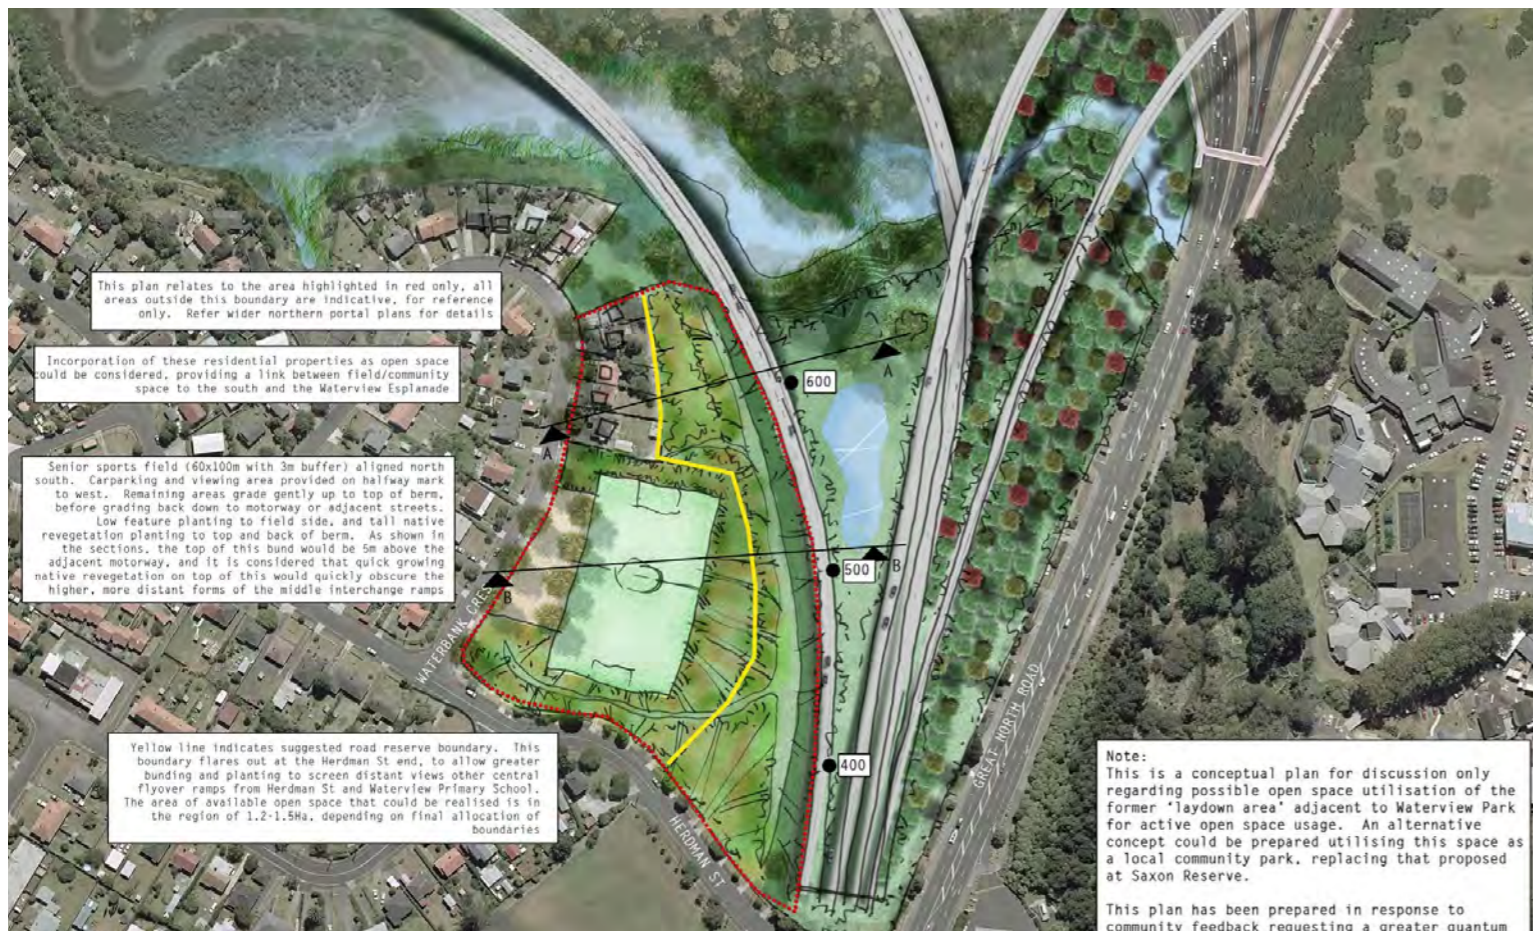 This plan relates to the area highlighted in red only, all
areas outside this boundary are indicative, for reference
only. Refer wider northern portal plans for details
Incorporation of these residential properties as open space
could be considered, providing a link between field/community
space to the south and the Waterview Esplanade
Senior sports field (60x100m with 3m buffer) aligned north
south. Carparking and viewing area provided on halfway mark
to west. Remaining areas grade gently up to top of berm,
before grading back down to motorway or adjacent streets.
Low feature planting to field side, and tall native
revegetation planting to top and back of berm. As shown in
the sections, the top of this bund would be 5m above the
adjacent motorway, and it is considered that quick growing
native revegetation on top of this would quickly obscure the
higher, more distant forms of the middle interchange ramps
Yellow line indicates suggested road reserve boundary. This
boundary flares out at the Herdman St end, to allow greater
bunding and planting to screen distant views other central
flyover ramps from Herdman St and Waterview Primary School.
The area of available open space that could be realised is in
the region of 1.2-1.5Ha, depending on final allocation of
boundaries
A
A
600
B
B
500
400
WATERBANK CRES
HERDMAN ST
GREAT NORTH ROAD
Note:
This is a conceptual plan for discussion only
regarding possible open space utilisation of the
former 'laydown area' adjacent to Waterview Park
for active open space usage. An alternative
concept could be prepared utilising this space as
a local community park, replacing that proposed
at Saxon Reserve.
This plan has been prepared in response to
community feedback requesting a greater quantum